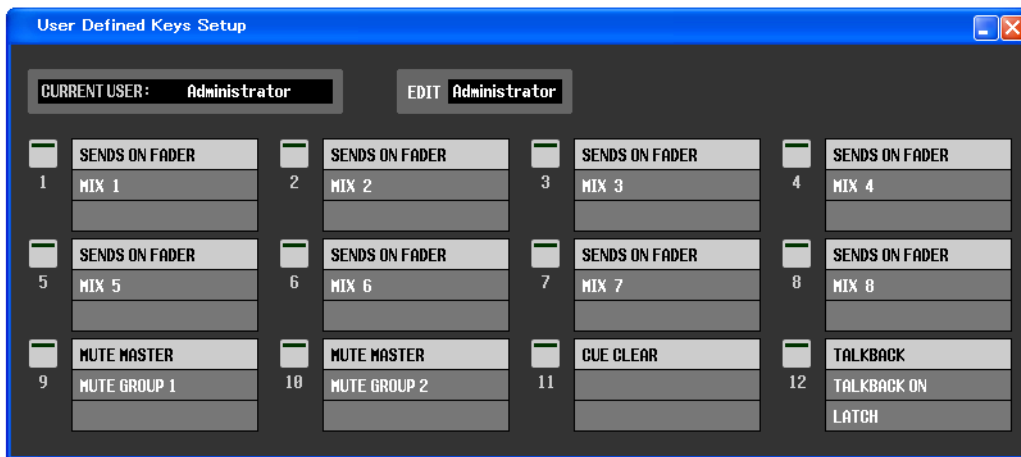 User Defined Keys Setup
CURRENT USER: Administrator EDIT Administrator
SENDS ON FADER SENDS ON FADER SENDS ON FADER SENDS ON FADER
1 MIX 1 2 MIX 2 3 MIX 3 4 MIX 4
SENDS ON FADER SENDS ON FADER SENDS ON FADER SENDS ON FADER
5 MIX 5 6 MIX 6 7 MIX 7 8 MIX 8
MUTE MASTER MUTE MASTER CUE CLEAR TALKBACK
9 MUTE GROUP 1 10 MUTE GROUP 2 11 12 TALKBACK ON
LATCH